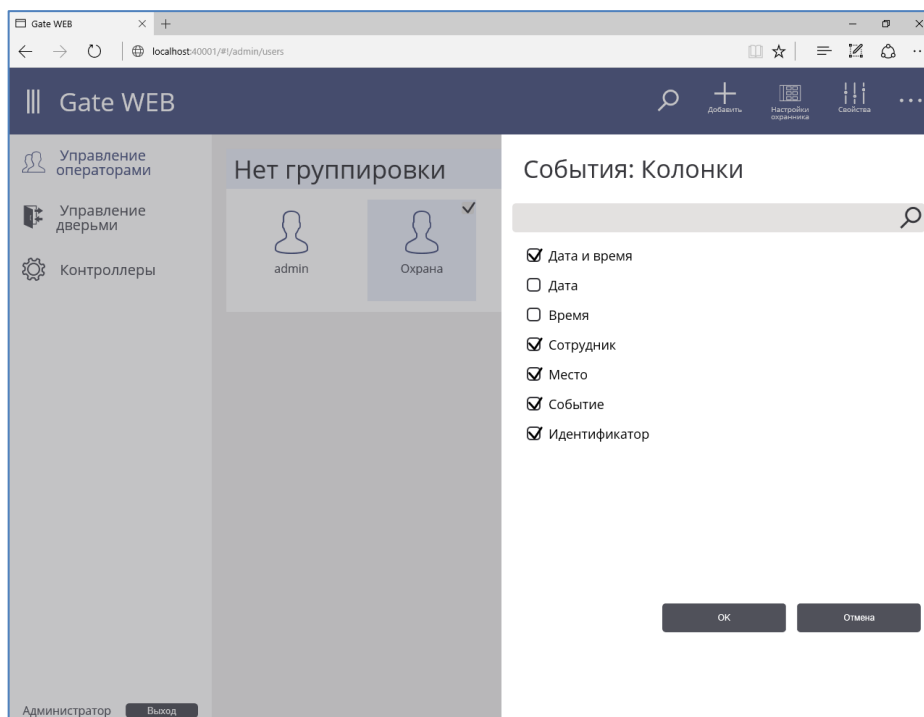 Gate WEB
localhost:40001/#!/admin/users
Gate WEB
Добавить
Настройки
охранника
Свойства
Управление
операторами
Управление
дверьми
Контроллеры
Нет группировки
admin
Охрана
События: Колонки
Дата и время
Дата
Время
Сотрудник
Место
Событие
Идентификатор
OK
Отмена
Администратор
Выход